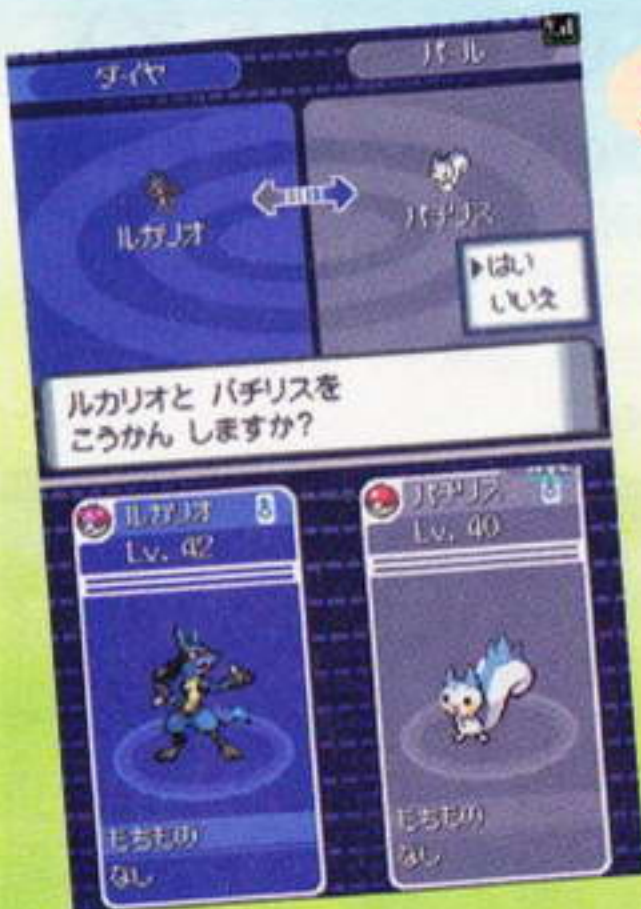 ダイヤ
パール
ルカリオ
パチリス
▶はい
いいえ
ルカリオと パチリスを
こうかん しますか?
ルカリオ
Lv. 42
パチリス
Lv. 40
もちもの
なし
もちもの
なし